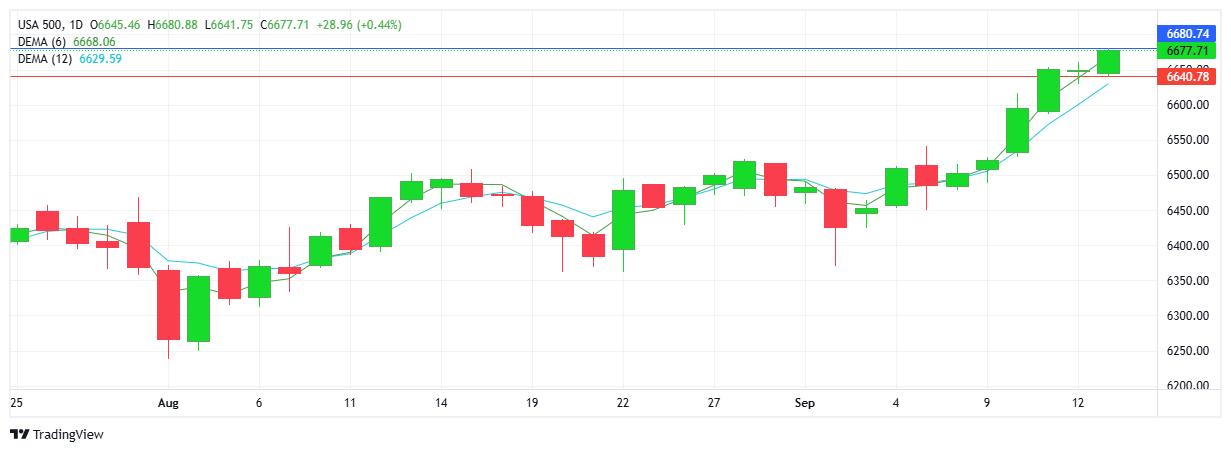 USA 500, 1D O6645.46 H6680.88 L6641.75 C6677.71 +28.96 (+0.44%)
DEMA (6) 6668.06
DEMA (12) 6629.59
6680.74
6677.71
6650.00
6640.78
6600.00
6550.00
6500.00
6450.00
6400.00
6350.00
6300.00
6250.00
6200.00
25 Aug 6 11 14 19 22 27 Sep 4 9 12
TradingView